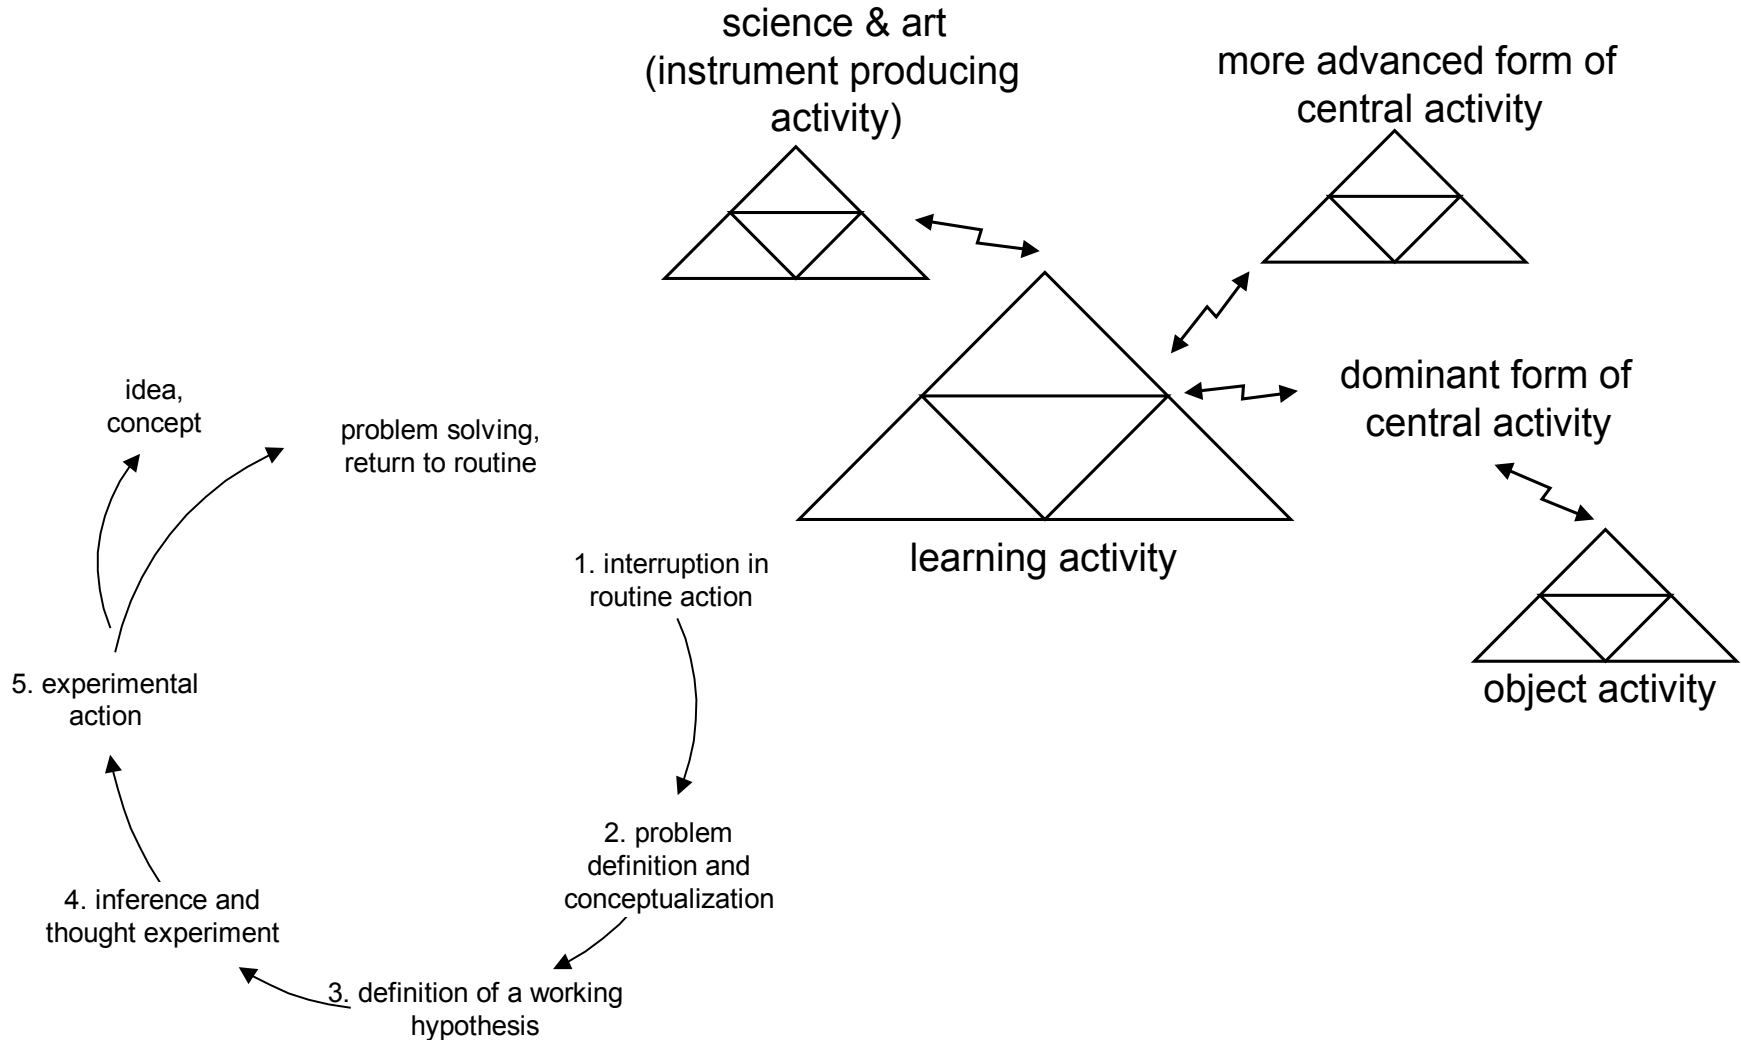 science & art
(instrument producing
activity)
more advanced form of
central activity
dominant form of
central activity
learning activity
object activity
idea,
concept
problem solving,
return to routine
1. interruption in
routine action
2. problem
definition and
conceptualization
3. definition of a working
hypothesis
4. inference and
thought experiment
5. experimental
action